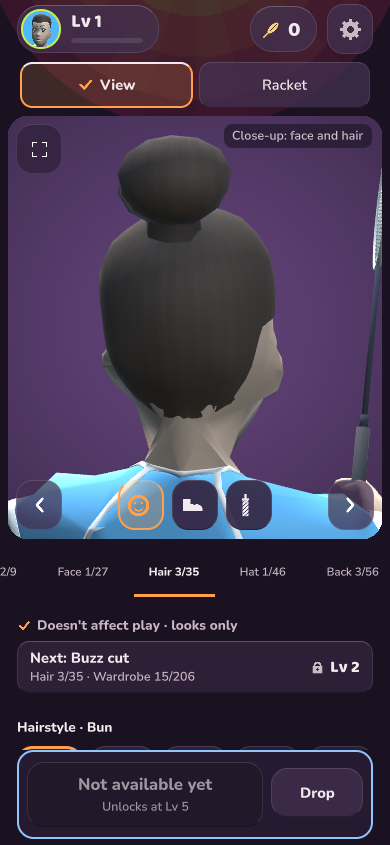 Lv 1
0
View
Racket
Close-up: face and hair
2/9
Face 1/27
Hair 3/35
Hat 1/46
Back 3/56
Doesn't affect play · looks only
Next: Buzz cut
Hair 3/35 · Wardrobe 15/206
Lv 2
Hairstyle · Bun
Not available yet
Unlocks at Lv 5
Drop